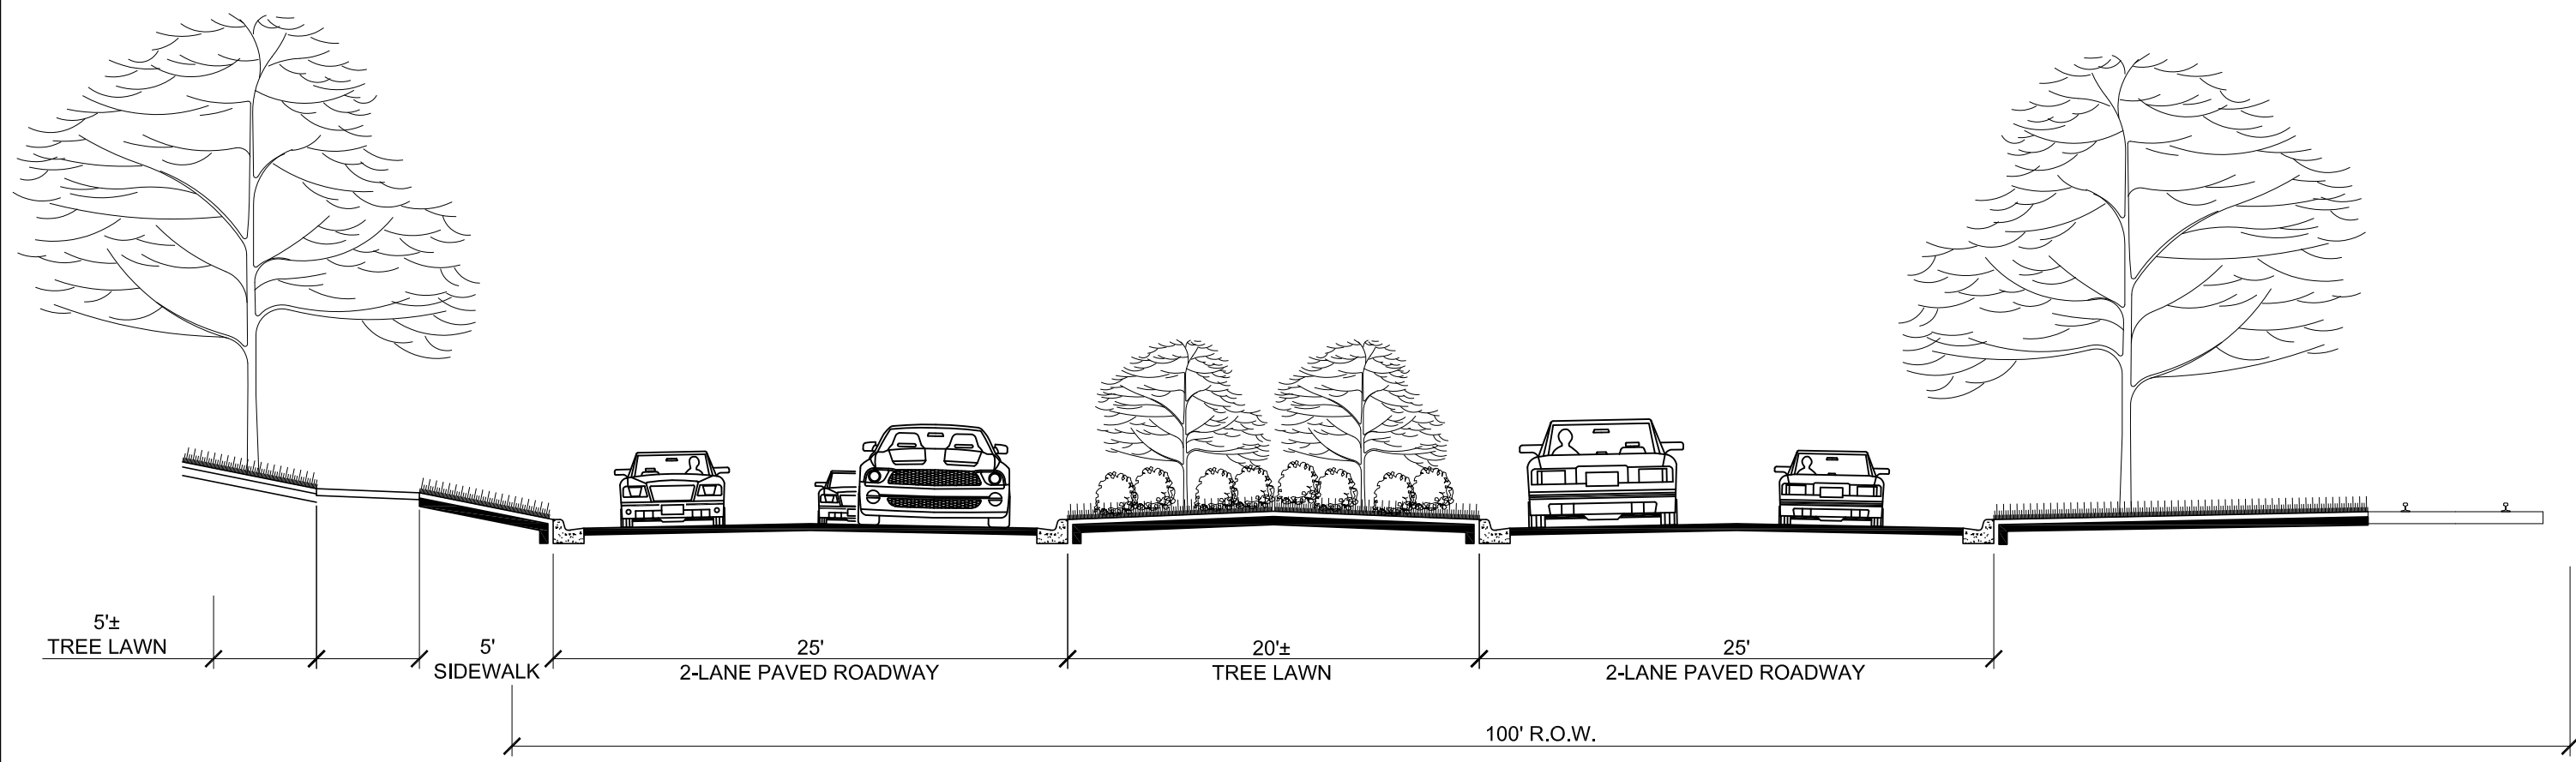 5'±
TREE LAWN
5'
SIDEWALK
25'
2-LANE PAVED ROADWAY
20'±
TREE LAWN
25'
2-LANE PAVED ROADWAY
100' R.O.W.